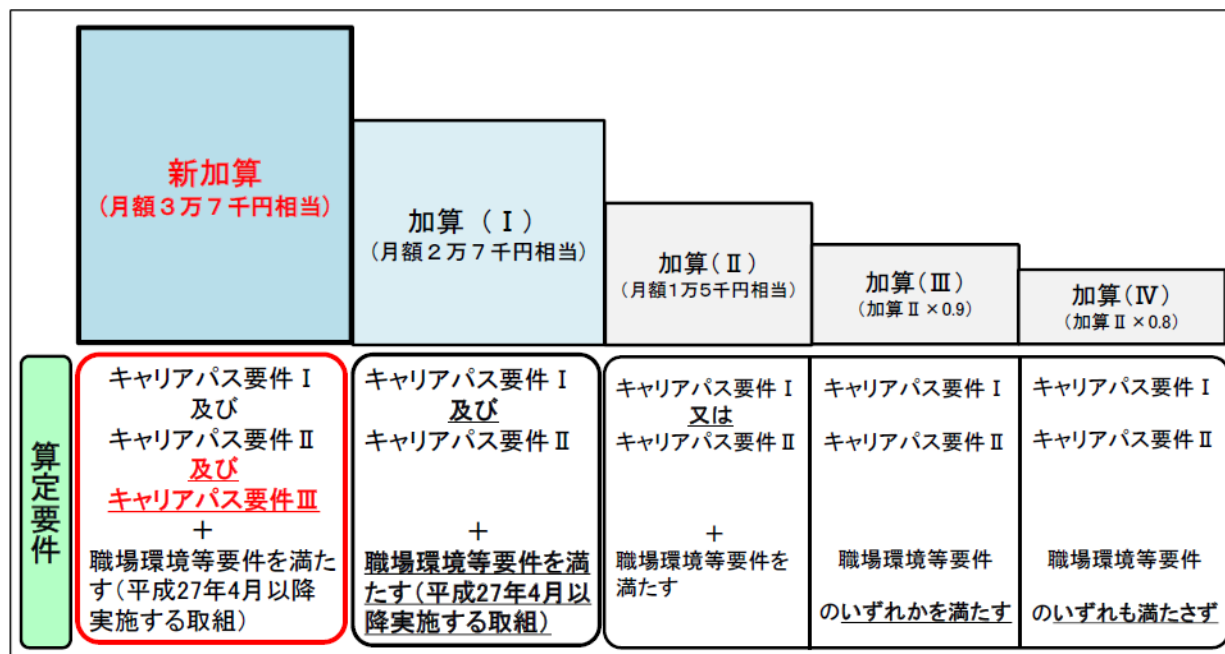 新加算
（月額３万７千円相当）
加算（Ⅰ）
（月額２万７千円相当）
加算（Ⅱ）
（月額1万5千円相当）
加算（Ⅲ）
（加算Ⅱ×0.9）
加算（Ⅳ）
（加算Ⅱ×0.8）
算定要件
キャリアパス要件Ⅰ
及び
キャリアパス要件Ⅱ
及び
キャリアパス要件Ⅲ
＋
職場環境等要件を満た
す（平成27年4月以降
実施する取組）
キャリアパス要件Ⅰ
及び
キャリアパス要件Ⅱ
＋
職場環境等要件を満
たす（平成27年4月以
降実施する取組）
キャリアパス要件Ⅰ
又は
キャリアパス要件Ⅱ
＋
職場環境等要件を
満たす
キャリアパス要件Ⅰ
キャリアパス要件Ⅱ
職場環境等要件
のいずれかを満たす
キャリアパス要件Ⅰ
キャリアパス要件Ⅱ
職場環境等要件
のいずれも満たさず